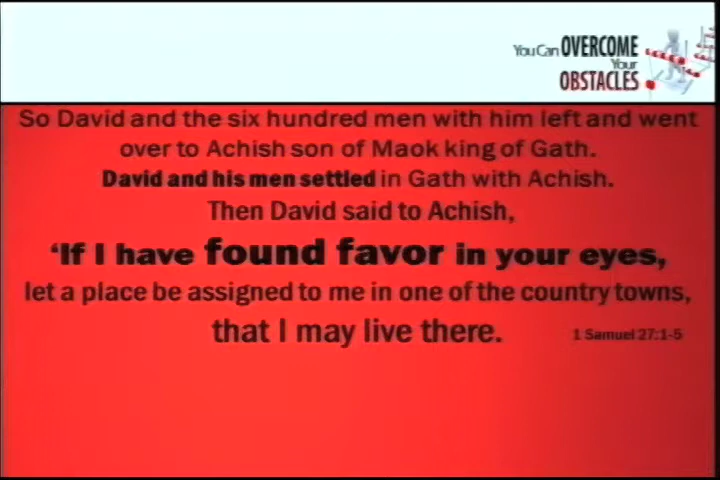 You Can OVERCOME
Your
OBSTACLES
So David and the six hundred men with him left and went
over to Achish son of Maok king of Gath.
David and his men settled in Gath with Achish.
Then David said to Achish,
‘If I have found favor in your eyes,
let a place be assigned to me in one of the country towns,
that I may live there.
1 Samuel 27:1-5